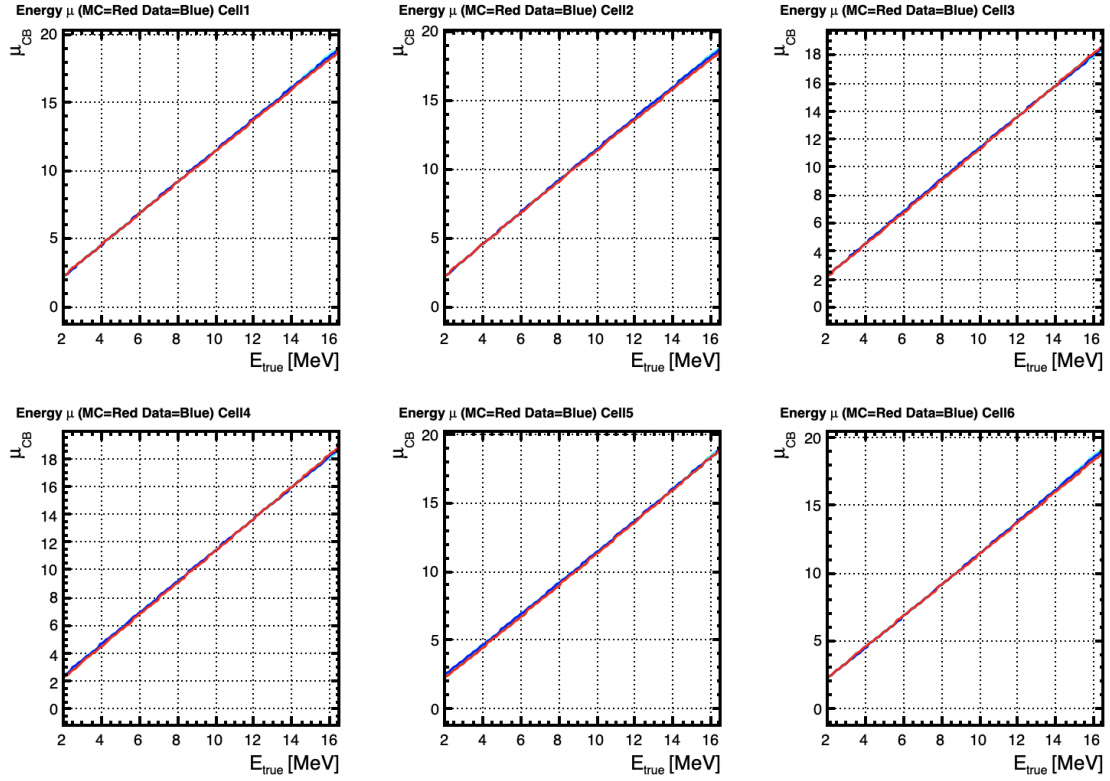 Energy μ (MC=Red Data=Blue) Cell1
μCB
20
15
10
5
0
2 4 6 8 10 12 14 16
Etrue [MeV]
Energy μ (MC=Red Data=Blue) Cell2
μCB
20
15
10
5
0
2 4 6 8 10 12 14 16
Etrue [MeV]
Energy μ (MC=Red Data=Blue) Cell3
μCB
18
16
14
12
10
8
6
4
2
0
2 4 6 8 10 12 14 16
Etrue [MeV]
Energy μ (MC=Red Data=Blue) Cell4
μCB
18
16
14
12
10
8
6
4
2
0
2 4 6 8 10 12 14 16
Etrue [MeV]
Energy μ (MC=Red Data=Blue) Cell5
μCB
20
15
10
5
0
2 4 6 8 10 12 14 16
Etrue [MeV]
Energy μ (MC=Red Data=Blue) Cell6
μCB
20
15
10
5
0
2 4 6 8 10 12 14 16
Etrue [MeV]